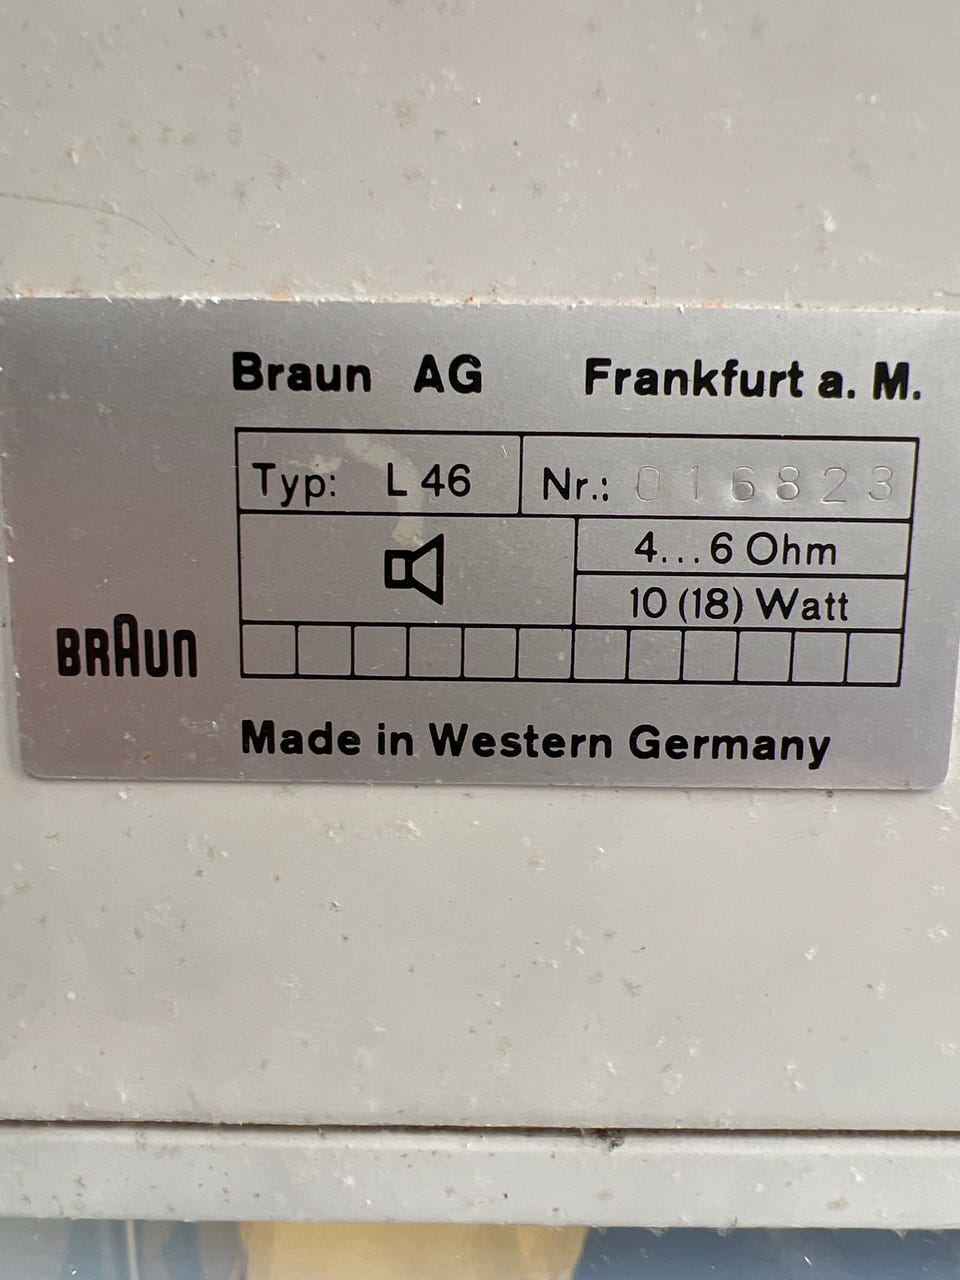 Braun AG Frankfurt a. M.
Typ: L 46 Nr.: 016823
4...6 Ohm
10 (18) Watt
BRAUN
Made in Western Germany